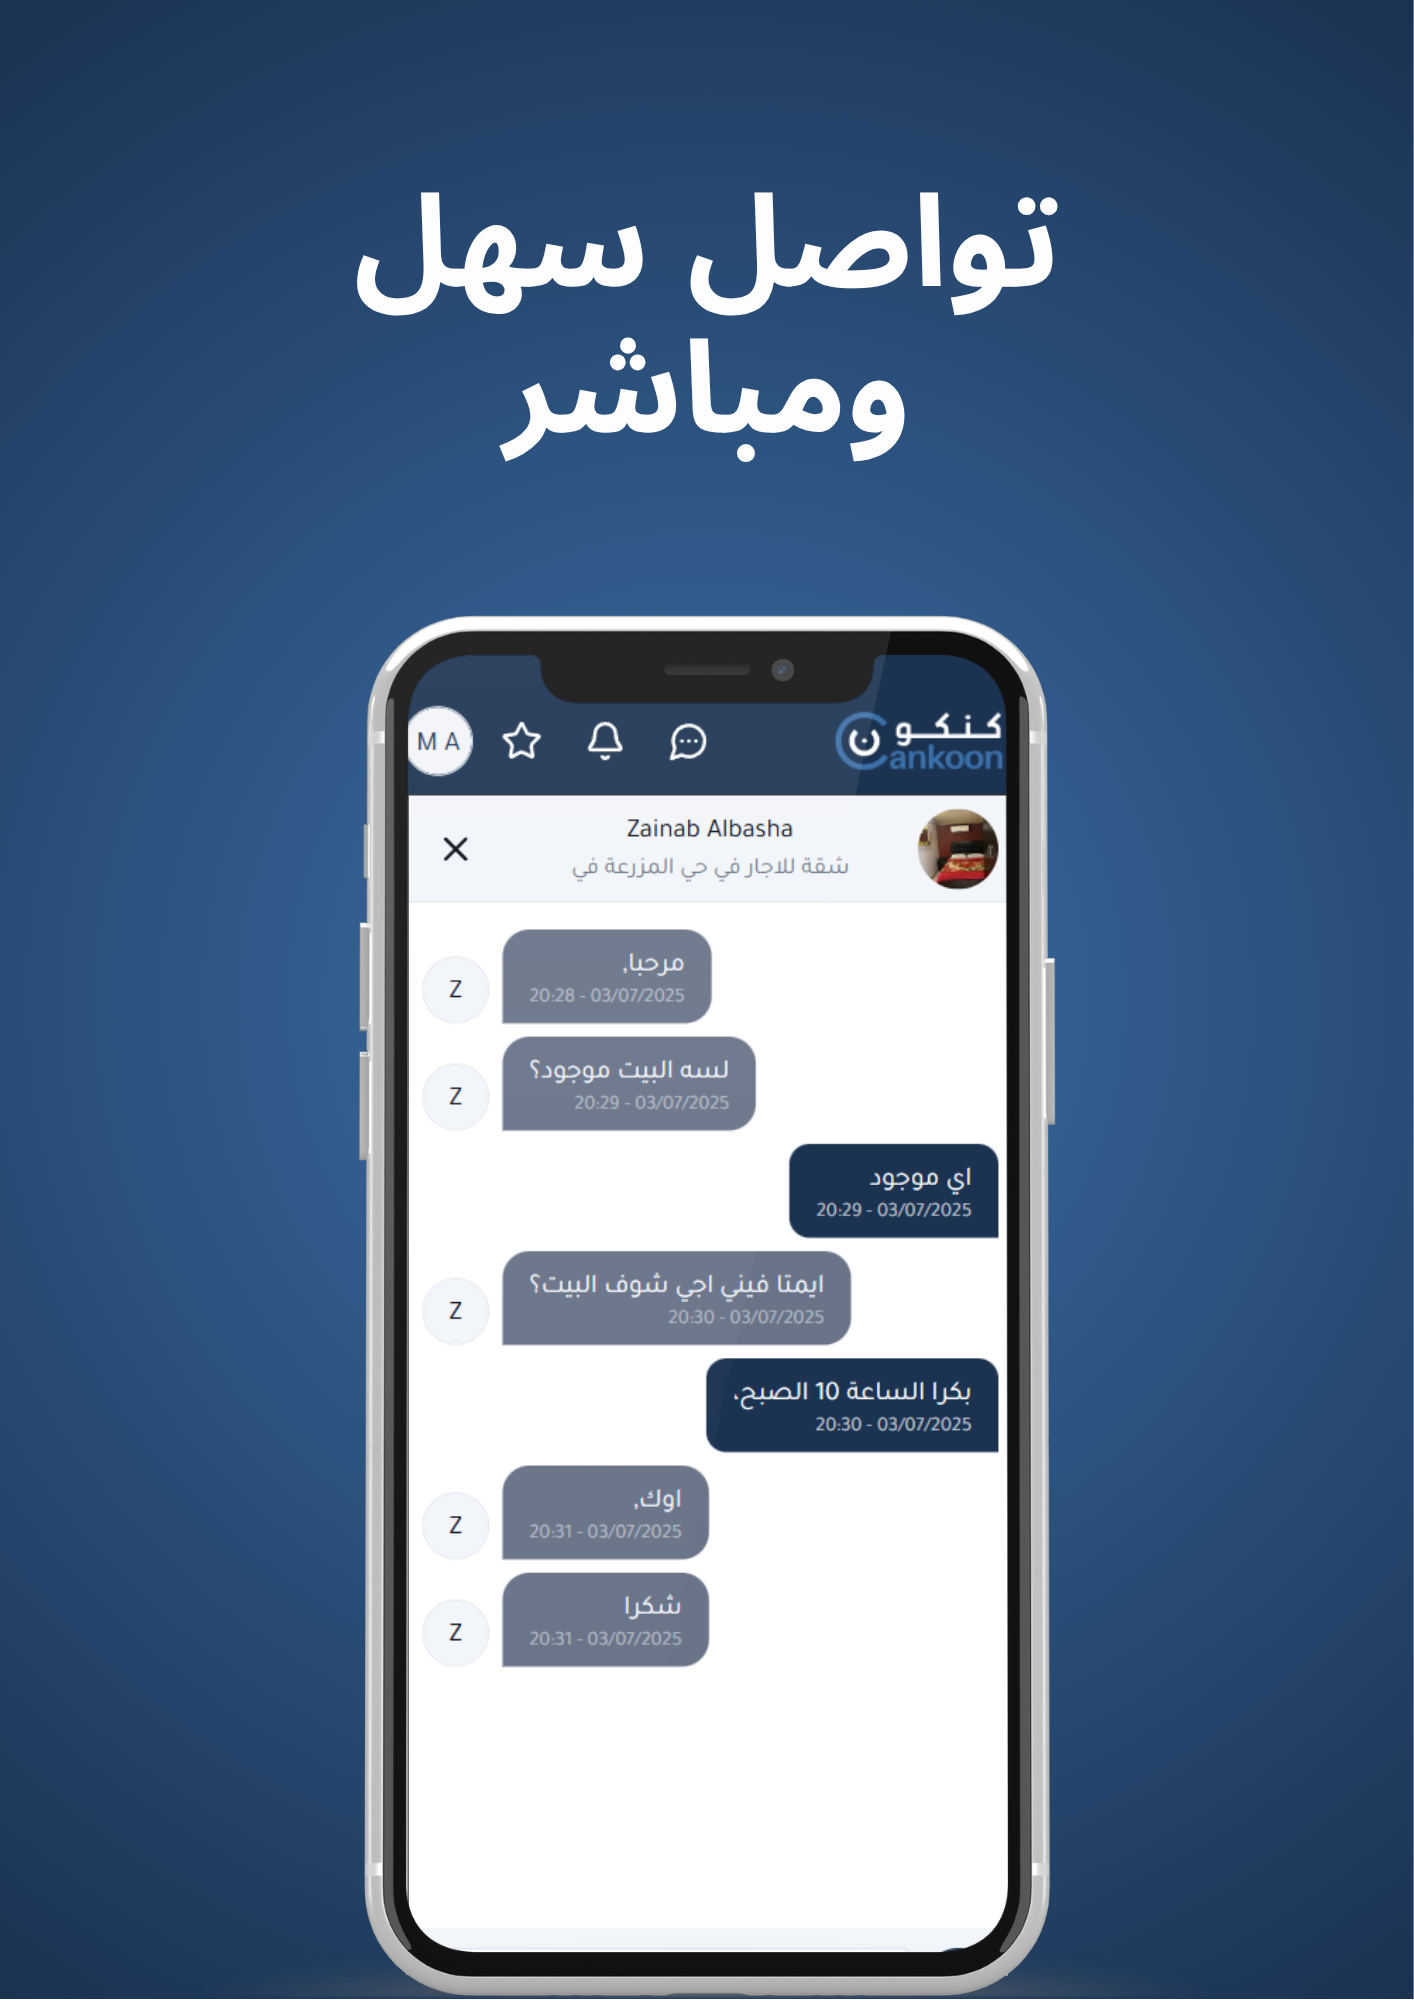 تواصل سهل
ومباشر
كنكون
Cankoon
M A
Zainab Albasha
شقة للاجار في حي المزرعة في
مرحبا,
20:28 - 03/07/2025
Z
لسه البيت موجود؟
20:29 - 03/07/2025
Z
اي موجود
20:29 - 03/07/2025
ايمتا فيني اجي شوف البيت؟
20:30 - 03/07/2025
Z
بكرا الساعة 10 الصبح،
20:30 - 03/07/2025
اوك,
20:31 - 03/07/2025
Z
شكرا
20:31 - 03/07/2025
Z